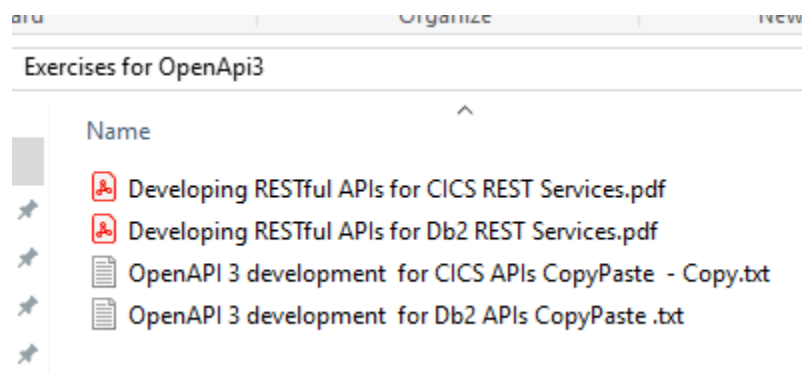 Organize
New
Exercises for OpenApi3
Name
Developing RESTful APIs for CICS REST Services.pdf
Developing RESTful APIs for Db2 REST Services.pdf
OpenAPI 3 development  for CICS APIs CopyPaste  - Copy.txt
OpenAPI 3 development  for Db2 APIs CopyPaste .txt